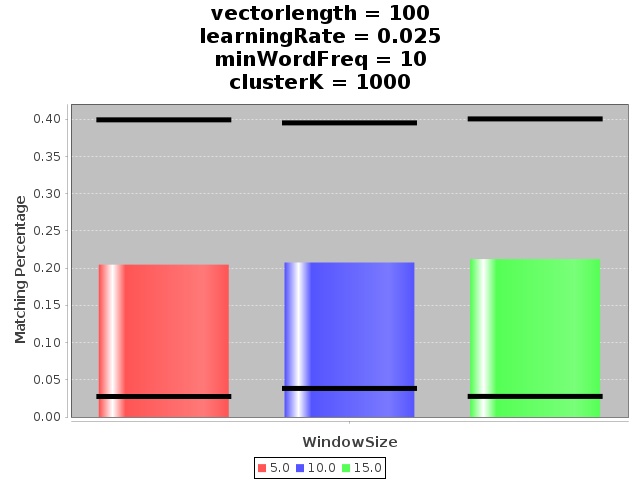 vectorlength = 100
learningRate = 0.025
minWordFreq = 10
clusterK = 1000
0.40
0.35
0.30
0.25
0.20
0.15
0.10
0.05
0.00
Matching Percentage
WindowSize
5.0 10.0 15.0